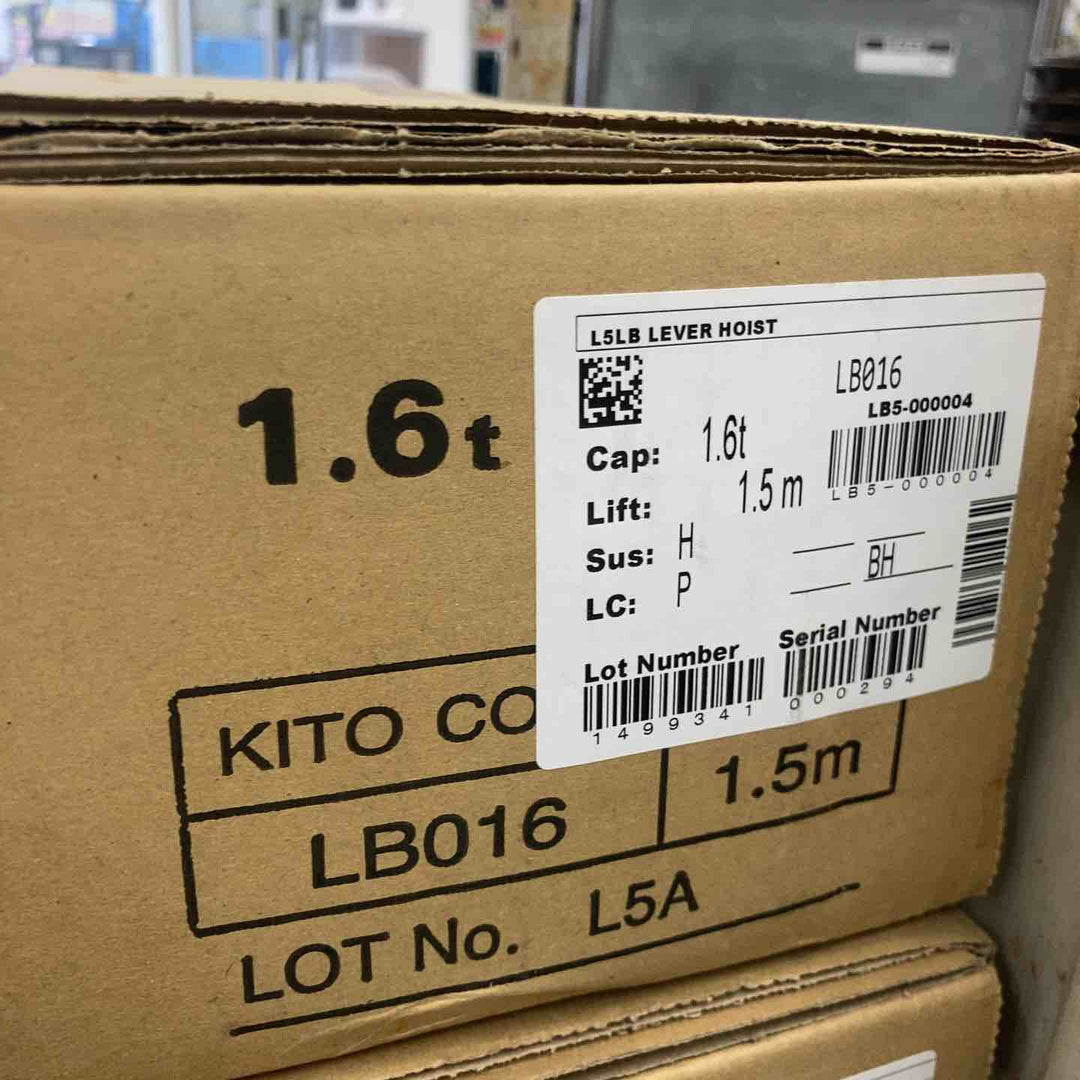 1.6t
L5LB LEVER HOIST
LB016
LB5-000004
LB5-000004
Cap: 1.6t
Lift: 1.5m
Sus: H
BH
LC: P
Lot Number
1499341
Serial Number
000294
KITO CO
LB016 1.5m
LOT No. L5A